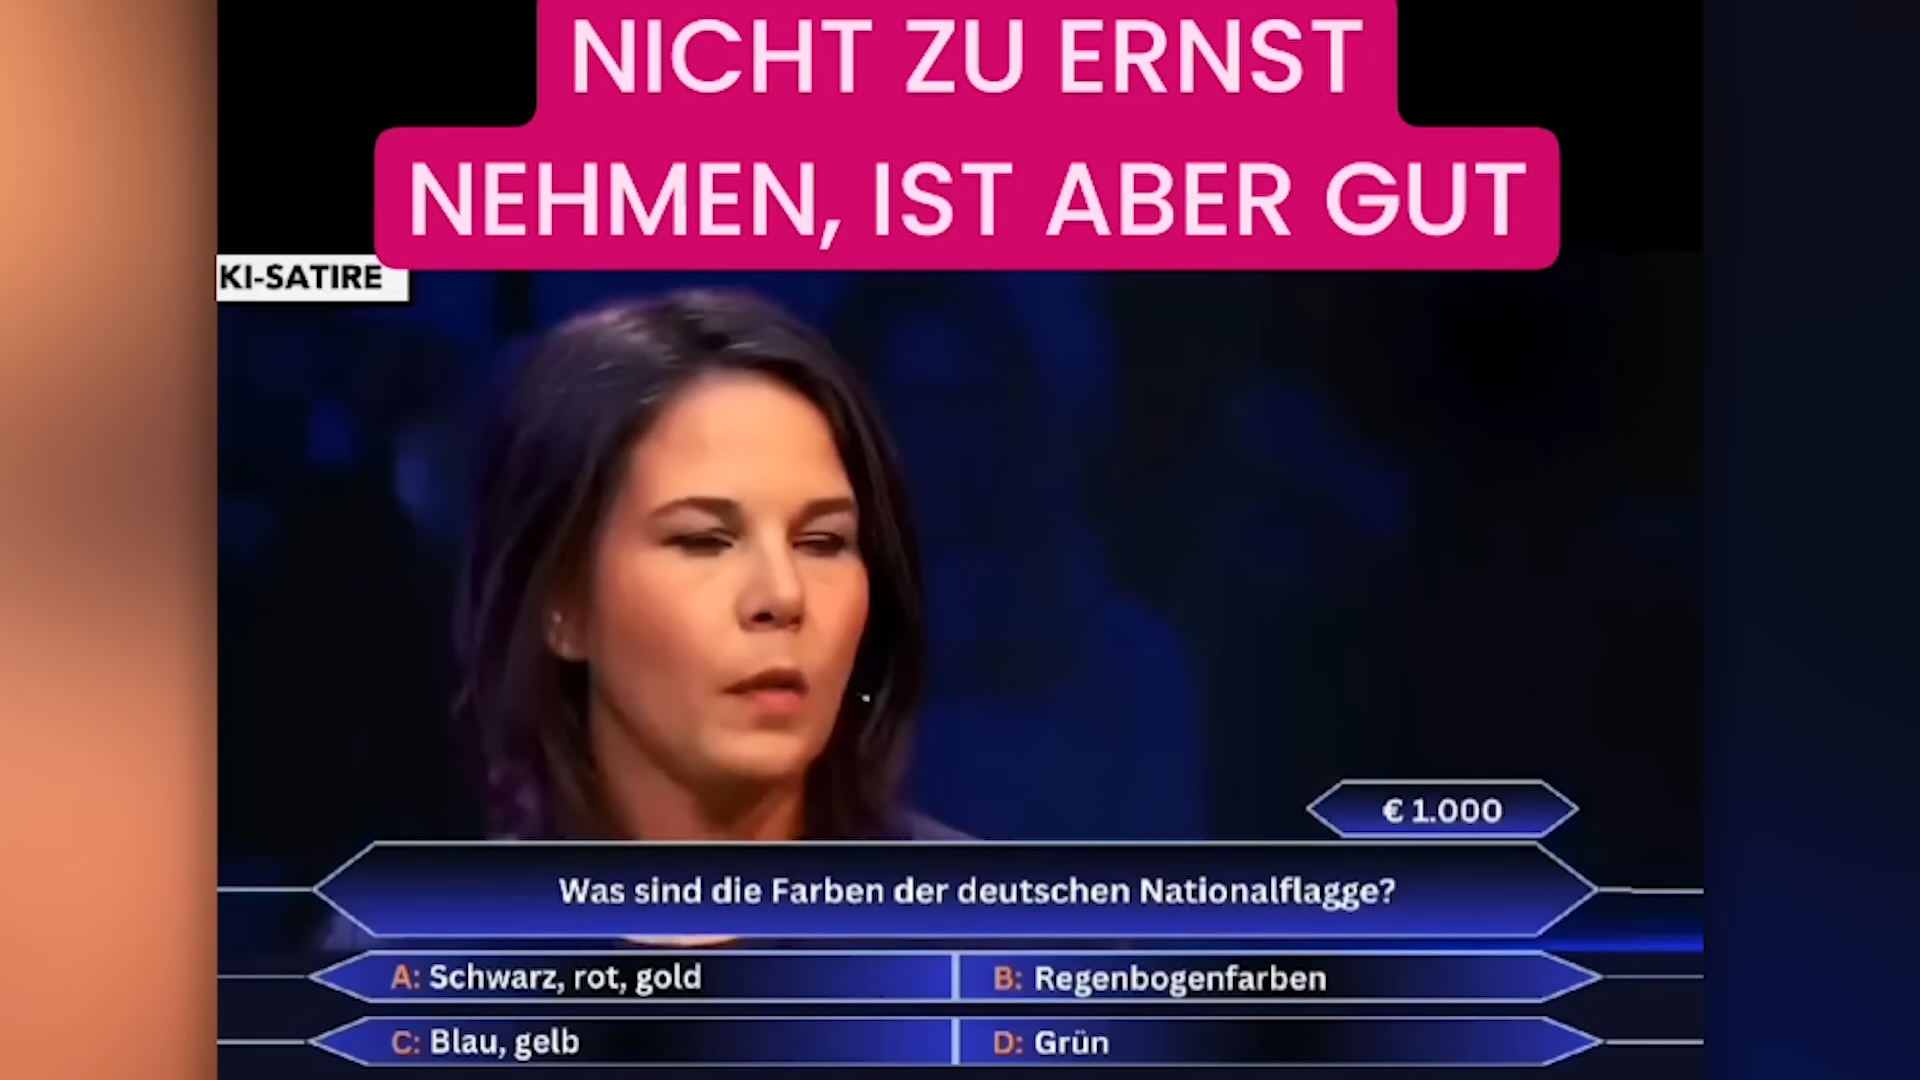 NICHT ZU ERNST
NEHMEN, IST ABER GUT
KI-SATIRE
€ 1.000
Was sind die Farben der deutschen Nationalflagge?
A: Schwarz, rot, gold
B: Regenbogenfarben
C: Blau, gelb
D: Grün